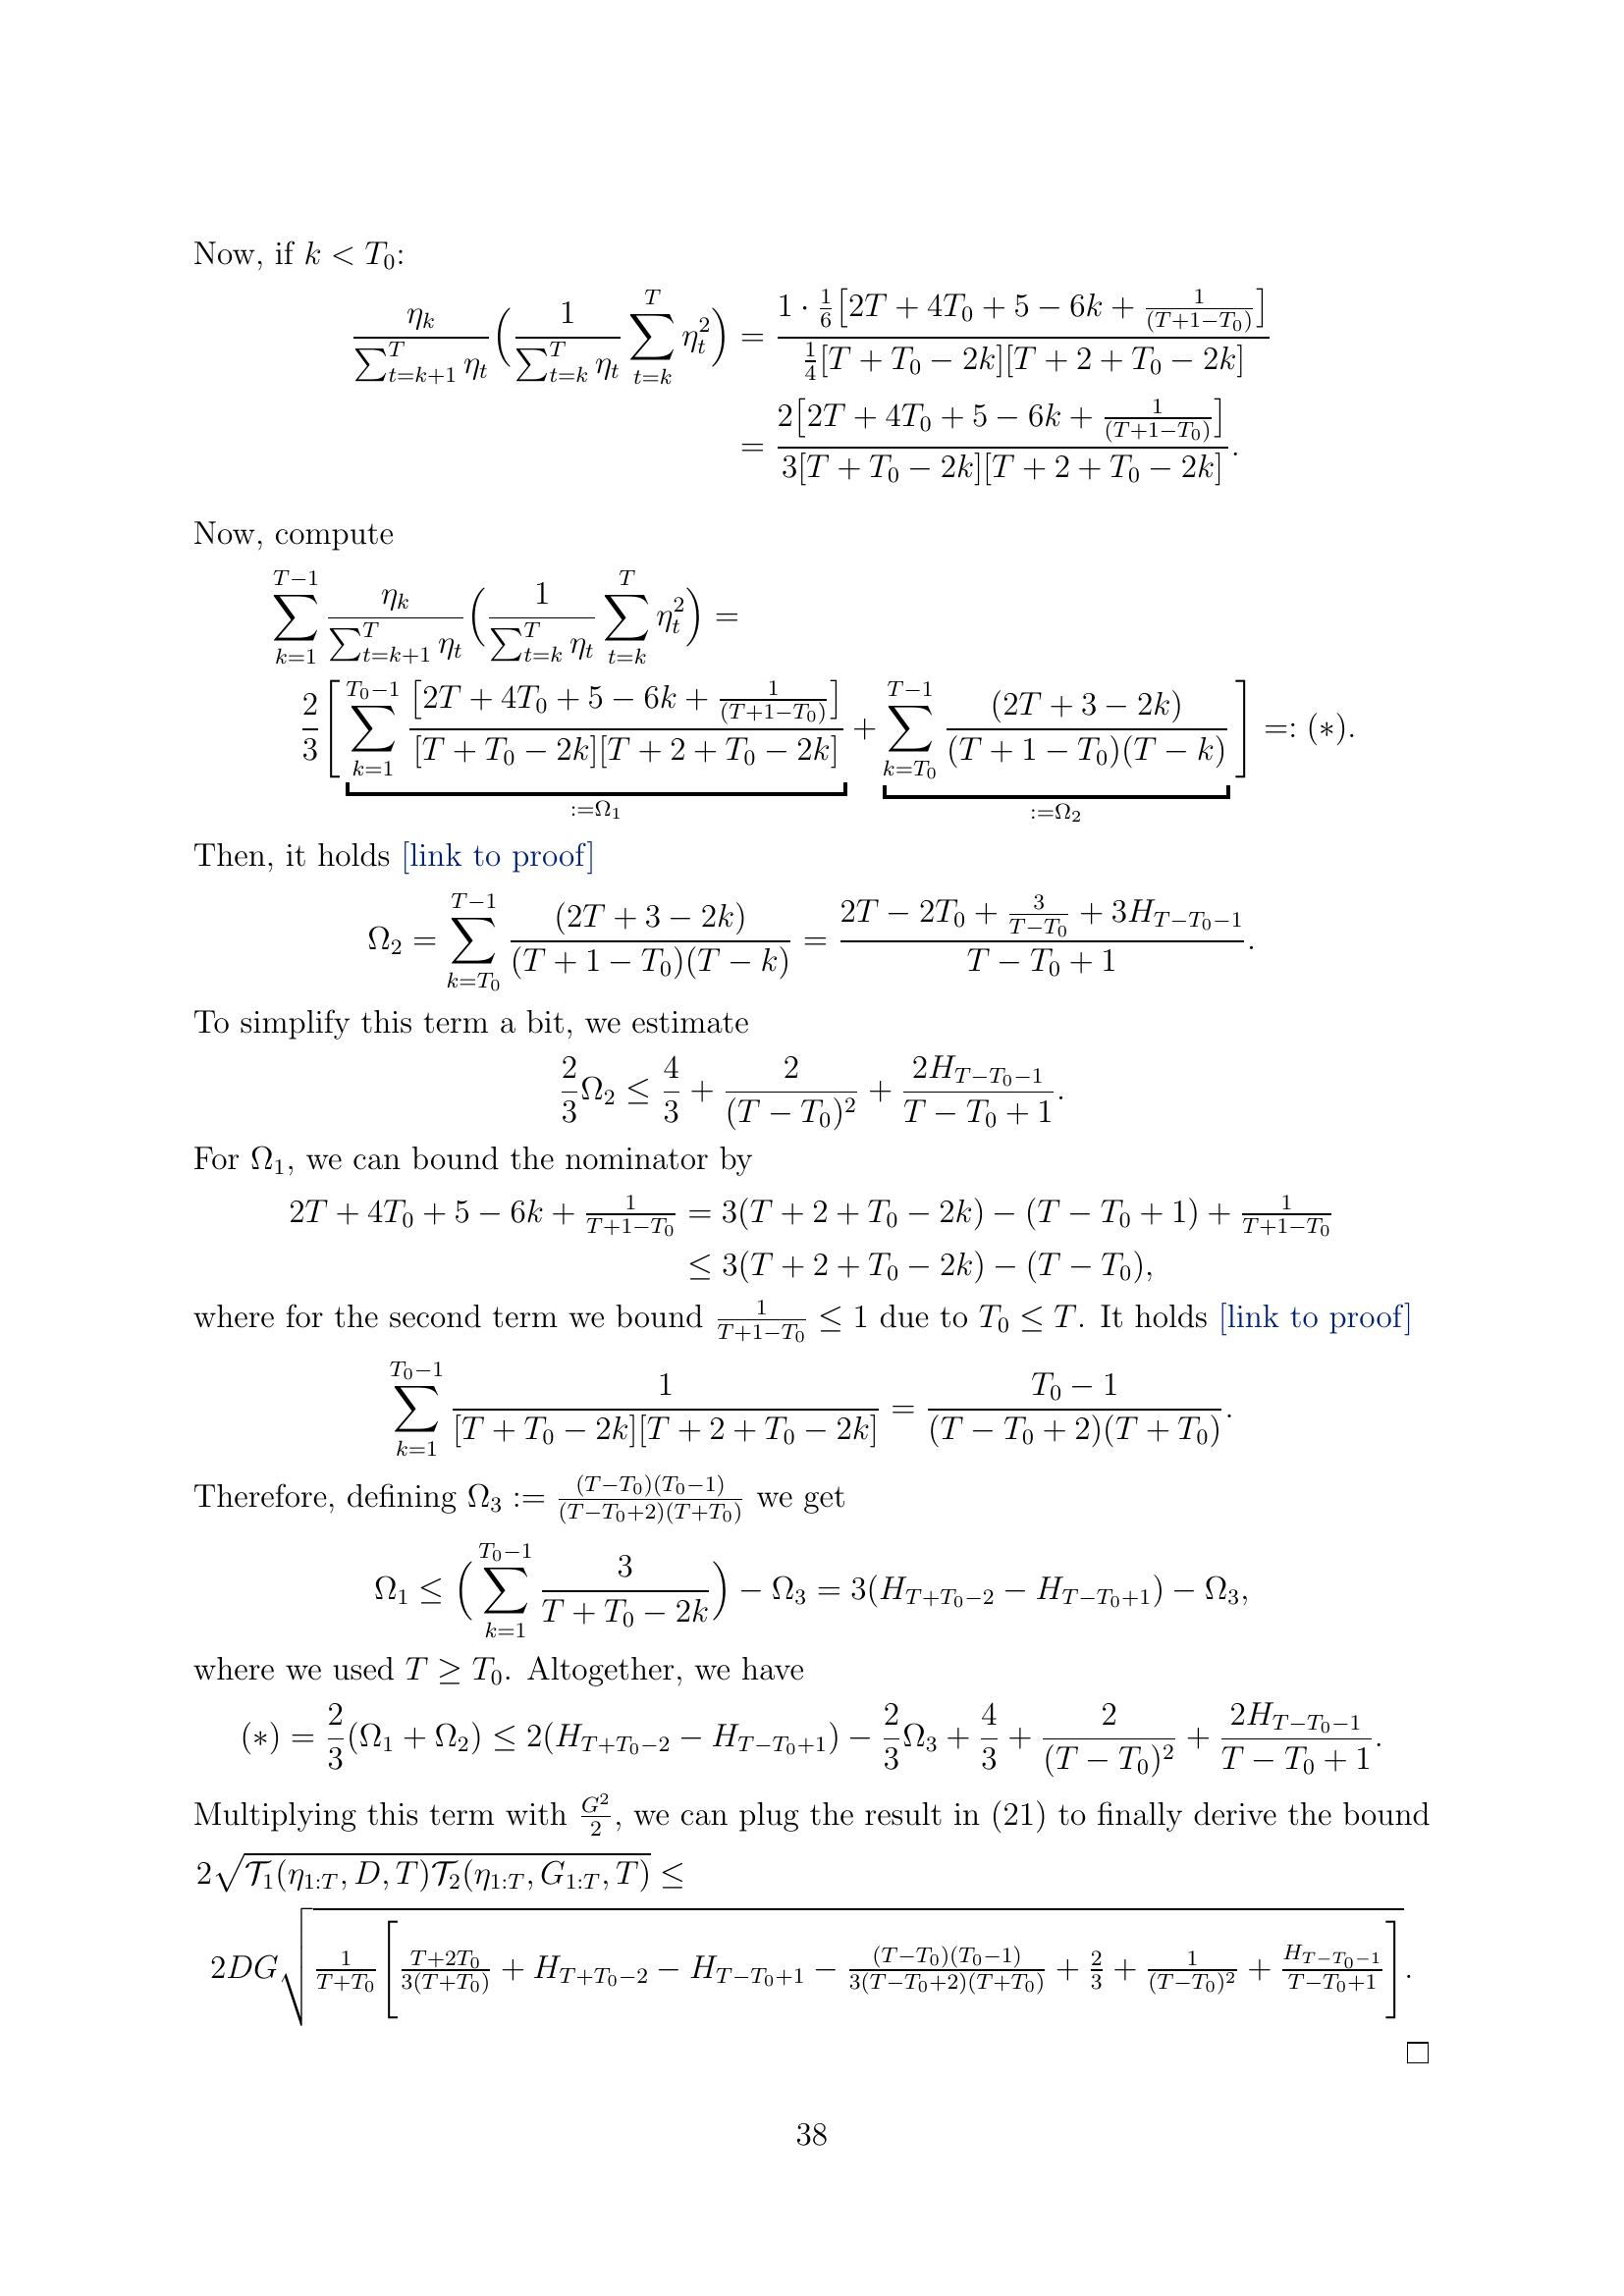 Now, if $k < T_0$:
$\frac{\eta_k}{\sum_{t=k+1}^{T} \eta_t} \Big( \frac{1}{\sum_{t=k}^{T} \eta_t} \sum_{t=k}^{T} \eta_t^2 \Big) = \frac{1 \cdot \frac{1}{6} \big[ 2T + 4T_0 + 5 - 6k + \frac{1}{(T+1-T_0)} \big]}{\frac{1}{4} [T + T_0 - 2k][T + 2 + T_0 - 2k]}$
$= \frac{2 \big[ 2T + 4T_0 + 5 - 6k + \frac{1}{(T+1-T_0)} \big]}{3 [T + T_0 - 2k][T + 2 + T_0 - 2k]}.$
Now, compute
$\sum_{k=1}^{T-1} \frac{\eta_k}{\sum_{t=k+1}^{T} \eta_t} \Big( \frac{1}{\sum_{t=k}^{T} \eta_t} \sum_{t=k}^{T} \eta_t^2 \Big) =$
$\frac{2}{3} \Bigg[ \underbrace{\sum_{k=1}^{T_0-1} \frac{\big[ 2T + 4T_0 + 5 - 6k + \frac{1}{(T+1-T_0)} \big]}{[T + T_0 - 2k][T + 2 + T_0 - 2k]}}_{:=\Omega_1} + \underbrace{\sum_{k=T_0}^{T-1} \frac{(2T + 3 - 2k)}{(T + 1 - T_0)(T - k)}}_{:=\Omega_2} \Bigg] =: (*).$
Then, it holds [link to proof]
$\Omega_2 = \sum_{k=T_0}^{T-1} \frac{(2T + 3 - 2k)}{(T + 1 - T_0)(T - k)} = \frac{2T - 2T_0 + \frac{3}{T-T_0} + 3H_{T-T_0-1}}{T - T_0 + 1}.$
To simplify this term a bit, we estimate
$\frac{2}{3} \Omega_2 \leq \frac{4}{3} + \frac{2}{(T - T_0)^2} + \frac{2H_{T-T_0-1}}{T - T_0 + 1}.$
For $\Omega_1$, we can bound the nominator by
$2T + 4T_0 + 5 - 6k + \frac{1}{T+1-T_0} = 3(T + 2 + T_0 - 2k) - (T - T_0 + 1) + \frac{1}{T+1-T_0}$
$\leq 3(T + 2 + T_0 - 2k) - (T - T_0),$
where for the second term we bound $\frac{1}{T+1-T_0} \leq 1$ due to $T_0 \leq T$. It holds [link to proof]
$\sum_{k=1}^{T_0-1} \frac{1}{[T + T_0 - 2k][T + 2 + T_0 - 2k]} = \frac{T_0 - 1}{(T - T_0 + 2)(T + T_0)}.$
Therefore, defining $\Omega_3 := \frac{(T-T_0)(T_0-1)}{(T-T_0+2)(T+T_0)}$ we get
$\Omega_1 \leq \Big( \sum_{k=1}^{T_0-1} \frac{3}{T + T_0 - 2k} \Big) - \Omega_3 = 3(H_{T+T_0-2} - H_{T-T_0+1}) - \Omega_3,$
where we used $T \geq T_0$. Altogether, we have
$(*) = \frac{2}{3} (\Omega_1 + \Omega_2) \leq 2(H_{T+T_0-2} - H_{T-T_0+1}) - \frac{2}{3} \Omega_3 + \frac{4}{3} + \frac{2}{(T - T_0)^2} + \frac{2H_{T-T_0-1}}{T - T_0 + 1}.$
Multiplying this term with $\frac{G^2}{2}$, we can plug the result in (21) to finally derive the bound
$2\sqrt{\mathcal{T}_1(\eta_{1:T}, D, T) \mathcal{T}_2(\eta_{1:T}, G_{1:T}, T)} \leq$
$2DG \sqrt{\frac{1}{T+T_0} \Bigg[ \frac{T+2T_0}{3(T+T_0)} + H_{T+T_0-2} - H_{T-T_0+1} - \frac{(T-T_0)(T_0-1)}{3(T-T_0+2)(T+T_0)} + \frac{2}{3} + \frac{1}{(T-T_0)^2} + \frac{H_{T-T_0-1}}{T-T_0+1} \Bigg]}.$
□
38